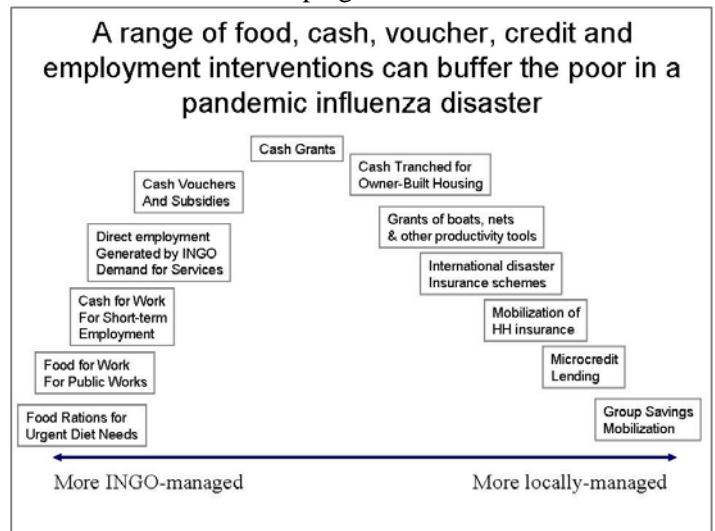 A range of food, cash, voucher, credit and
employment interventions can buffer the poor in a
pandemic influenza disaster
Cash Grants
Cash Tranched for
Owner-Built Housing
Cash Vouchers
And Subsidies
Grants of boats, nets
& other productivity tools
Direct employment
Generated by INGO
Demand for Services
International disaster
Insurance schemes
Cash for Work
For Short-term
Employment
Mobilization of
HH insurance
Food for Work
For Public Works
Microcredit
Lending
Food Rations for
Urgent Diet Needs
Group Savings
Mobilization
More INGO-managed
More locally-managed